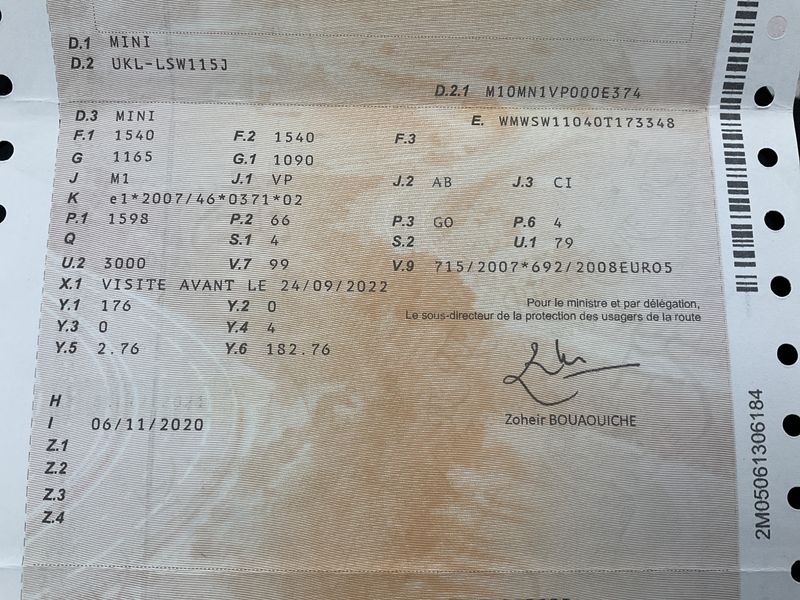 D.1 MINI
D.2 UKL-LSW115J
D.2.1 M10MN1VP000E374
D.3 MINI
E. WMWSW11040T173348
F.1 1540 F.2 1540 F.3
G 1165 G.1 1090
J M1 J.1 VP J.2 AB J.3 CI
K e1*2007/46*0371*02
P.1 1598 P.2 66 P.3 GO P.6 4
Q S.1 4 S.2 U.1 79
U.2 3000 V.7 99 V.9 715/2007*692/2008EURO5
X.1 VISITE AVANT LE 24/09/2022
Y.1 176 Y.2 0
Y.3 0 Y.4 4
Y.5 2.76 Y.6 182.76
Pour le ministre et par délégation,
Le sous-directeur de la protection des usagers de la route
Zoheir BOUAOUICHE
H
I 06/11/2020
Z.1
Z.2
Z.3
Z.4
2M05061306184